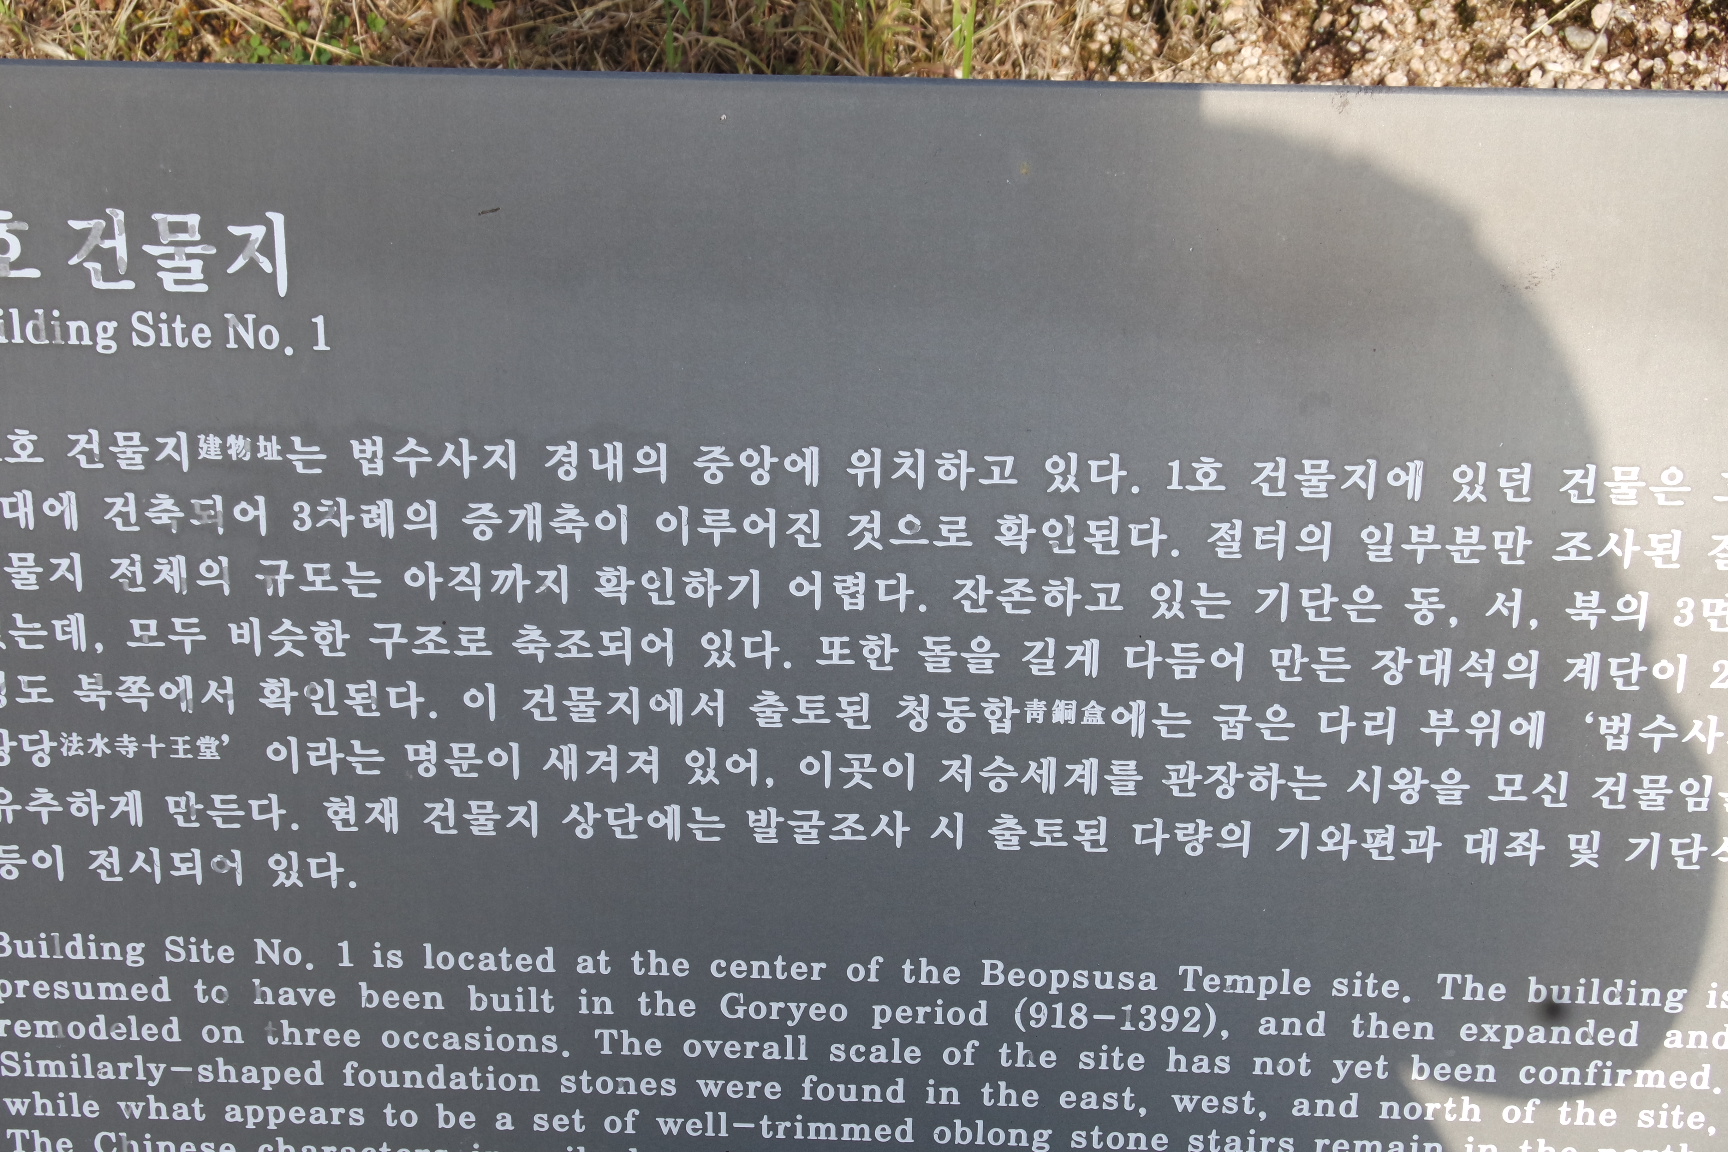 호 건물지
ilding Site No. 1
호 건물지建物址는 법수사지 경내의 중앙에 위치하고 있다. 1호 건물지에 있던 건물은
대에 건축되어 3차례의 증개축이 이루어진 것으로 확인된다. 절터의 일부분만 조사된
물지 전체의 규모는 아직까지 확인하기 어렵다. 잔존하고 있는 기단은 동, 서, 북의 3면
는데, 모두 비슷한 구조로 축조되어 있다. 또한 돌을 길게 다듬어 만든 장대석의 계단이 2
도 북쪽에서 확인된다. 이 건물지에서 출토된 청동합靑銅盒에는 굽은 다리 부위에 ‘법수사
당法水寺十王堂’ 이라는 명문이 새겨져 있어, 이곳이 저승세계를 관장하는 시왕을 모신 건물임
유추하게 만든다. 현재 건물지 상단에는 발굴조사 시 출토된 다량의 기와편과 대좌 및 기단석
등이 전시되어 있다.
Building Site No. 1 is located at the center of the Beopsusa Temple site. The building is
presumed to have been built in the Goryeo period (918-1392), and then expanded and
remodeled on three occasions. The overall scale of the site has not yet been confirmed.
Similarly-shaped foundation stones were found in the east, west, and north of the site,
while what appears to be a set of well-trimmed oblong stone stairs remain in the north.
The Chinese characters